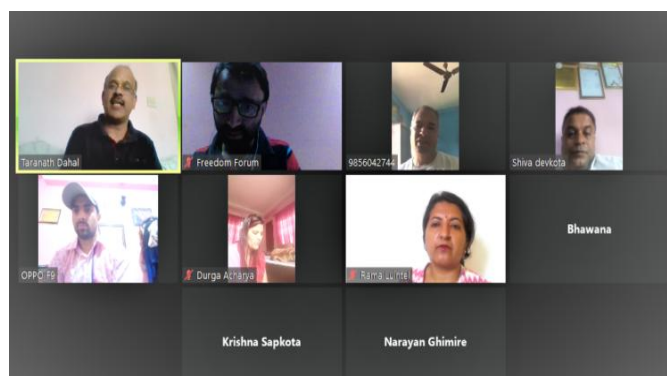 Taranath Dahal
Freedom Forum
9856042744
Shiva devkota
OPPO F9
Durga Acharya
Rama Luintel
Bhawana
Krishna Sapkota
Narayan Ghimire